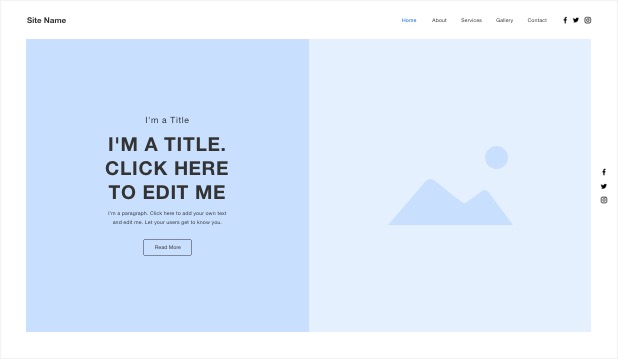 Site Name
Home About Services Gallery Contact
I'm a Title
I'M A TITLE.
CLICK HERE
TO EDIT ME
I'm a paragraph. Click here to add your own text
and edit me. Let your users get to know you.
Read More